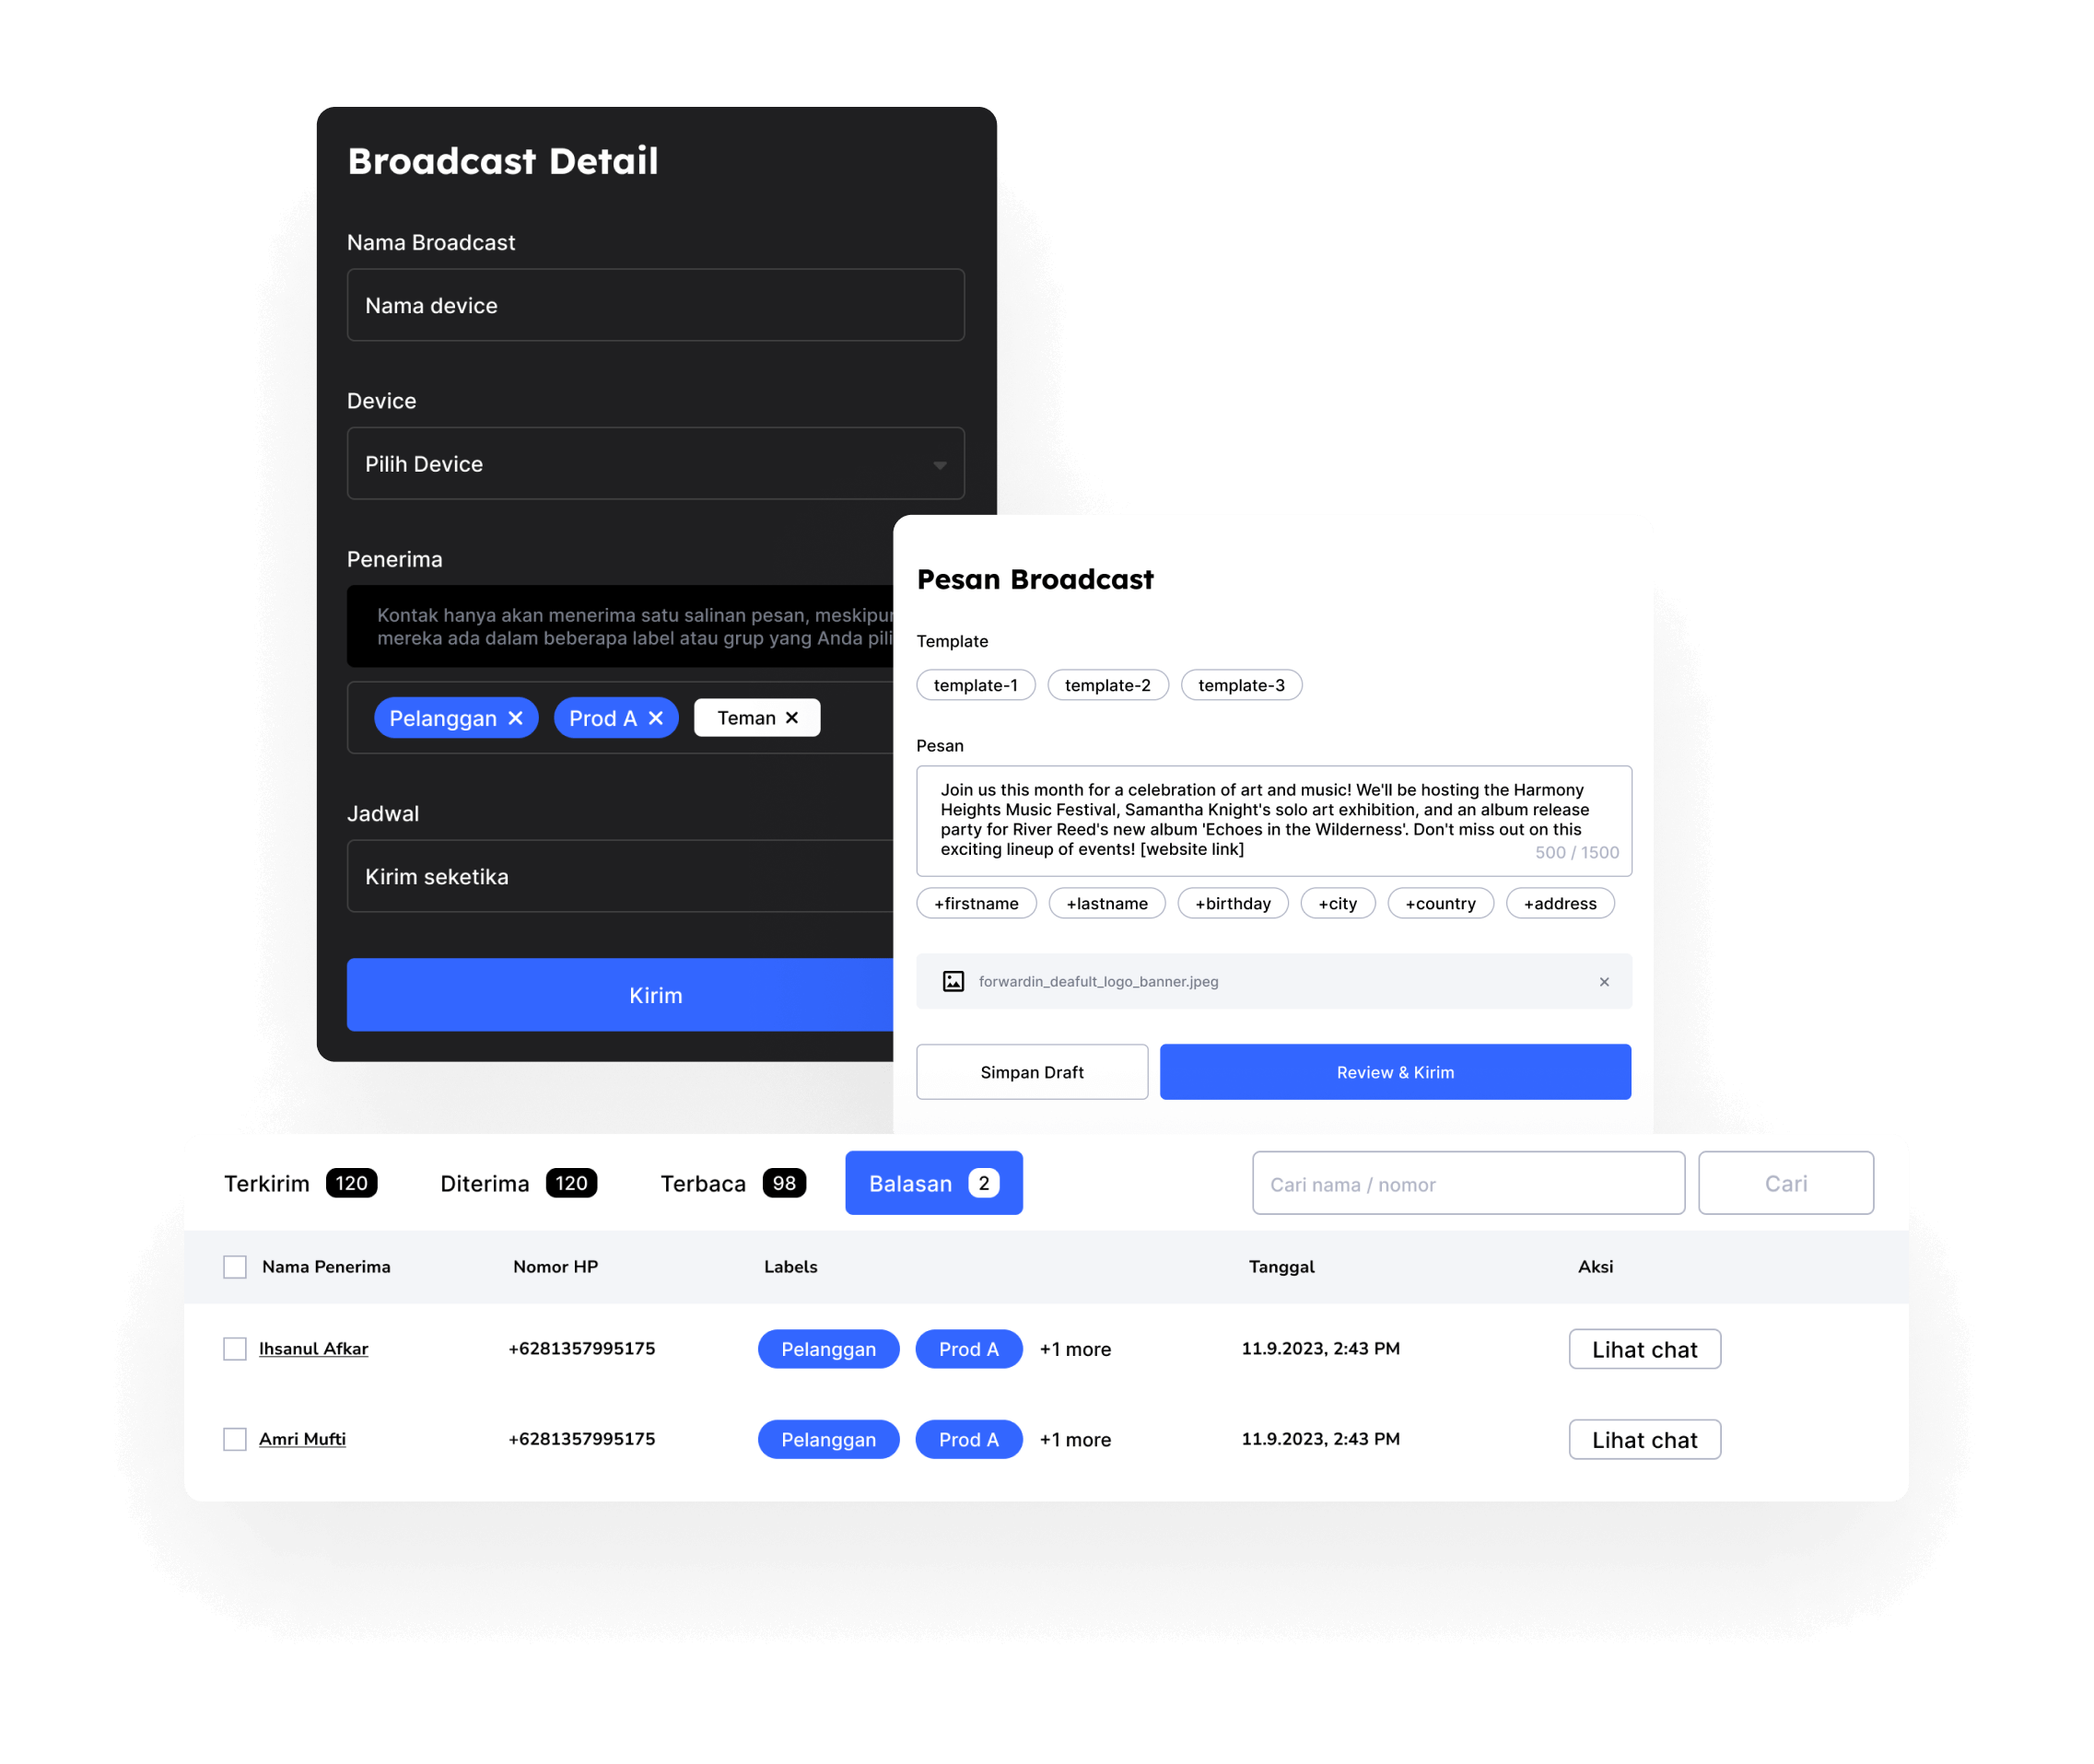 Broadcast Detail
Nama Broadcast
Nama device
Device
Pilih Device
Penerima
Kontak hanya akan menerima satu salinan pesan, meskipun
mereka ada dalam beberapa label atau grup yang Anda pili
Pelanggan ✕ Prod A ✕ Teman ✕
Jadwal
Kirim seketika
Kirim
Pesan Broadcast
Template
template-1 template-2 template-3
Pesan
Join us this month for a celebration of art and music! We'll be hosting the Harmony
Heights Music Festival, Samantha Knight's solo art exhibition, and an album release
party for River Reed's new album 'Echoes in the Wilderness'. Don't miss out on this
exciting lineup of events! [website link]
500 / 1500
+firstname +lastname +birthday +city +country +address
forwardin_deafult_logo_banner.jpeg ✕
Simpan Draft Review & Kirim
Terkirim 120 Diterima 120 Terbaca 98 Balasan 2 Cari nama / nomor Cari
Nama Penerima Nomor HP Labels Tanggal Aksi
Ihsanul Afkar +6281357995175 Pelanggan Prod A +1 more 11.9.2023, 2:43 PM Lihat chat
Amri Mufti +6281357995175 Pelanggan Prod A +1 more 11.9.2023, 2:43 PM Lihat chat